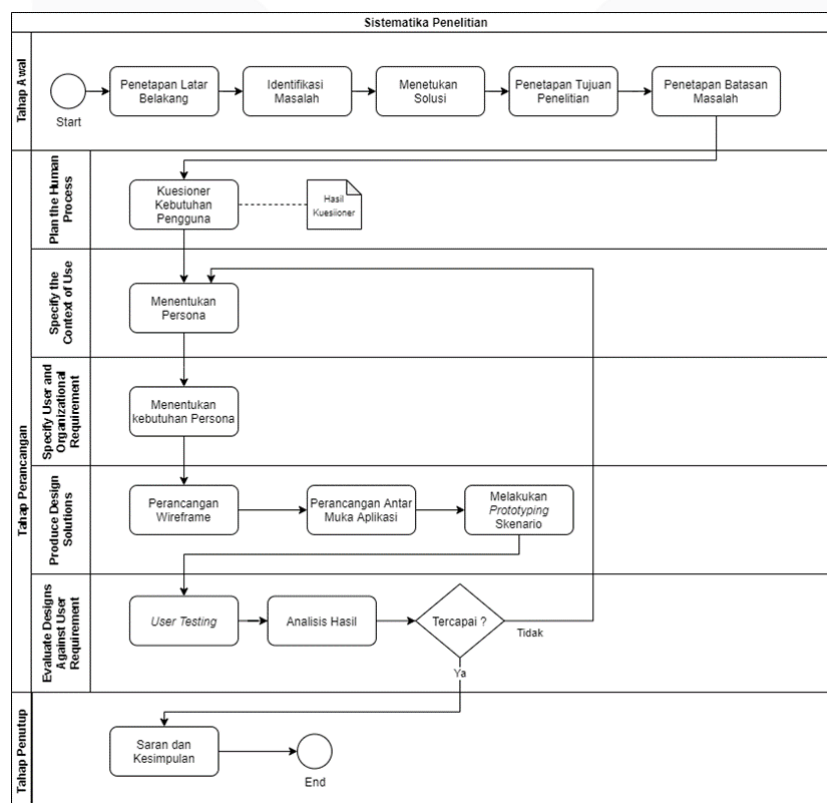 Sistematika Penelitian
Tahap Awal
Start
Penetapan Latar
Belakang
Identifikasi
Masalah
Menetukan
Solusi
Penetapan Tujuan
Penelitian
Penetapan Batasan
Masalah
Tahap Perancangan
Plan the Human
Process
Kuesioner
Kebutuhan
Pengguna
Hasil
Kuesiioner
Specify the
Context of Use
Menentukan
Persona
Specify User and
Organizational
Requirement
Menentukan
kebutuhan Persona
Produce Design
Solutions
Perancangan
Wireframe
Perancangan Antar
Muka Aplikasi
Melakukan
Prototyping
Skenario
Evaluate Designs
Against User
Requirement
User Testing
Analisis Hasil
Tercapai ?
Tidak
Ya
Tahap Penutup
Saran dan
Kesimpulan
End